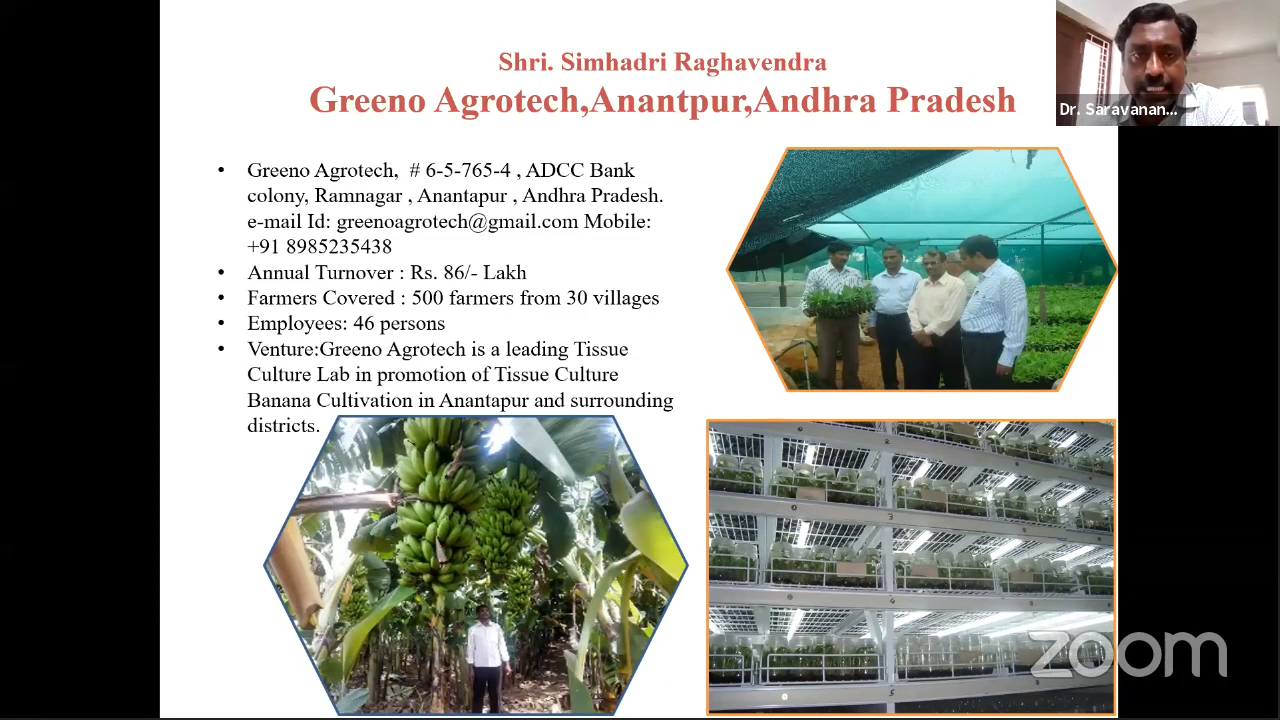 Shri. Simhadri Raghavendra
Greeno Agrotech,Anantpur,Andhra Pradesh
Dr. Saravanan...
• Greeno Agrotech, # 6-5-765-4 , ADCC Bank
colony, Ramnagar , Anantapur , Andhra Pradesh.
e-mail Id: greenoagrotech@gmail.com Mobile:
+91 8985235438
• Annual Turnover : Rs. 86/- Lakh
• Farmers Covered : 500 farmers from 30 villages
• Employees: 46 persons
• Venture:Greeno Agrotech is a leading Tissue
Culture Lab in promotion of Tissue Culture
Banana Cultivation in Anantapur and surrounding
districts.
zoom